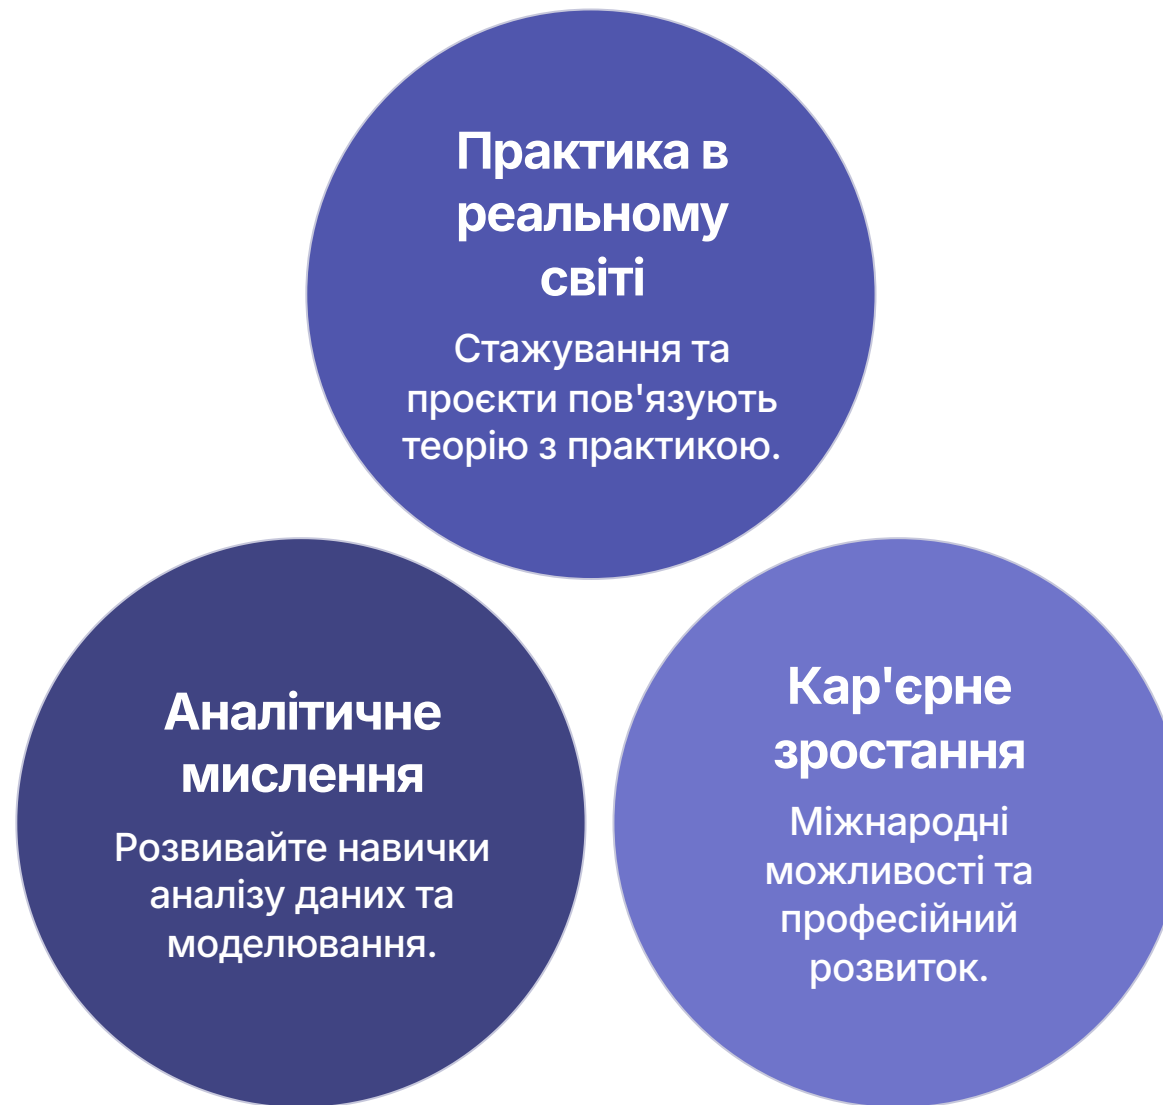 Практика в
реальному
світі
Стажування та
проєкти пов'язують
теорію з практикою.
Аналітичне
мислення
Розвивайте навички
аналізу даних та
моделювання.
Кар'єрне
зростання
Міжнародні
можливості та
професійний
розвиток.